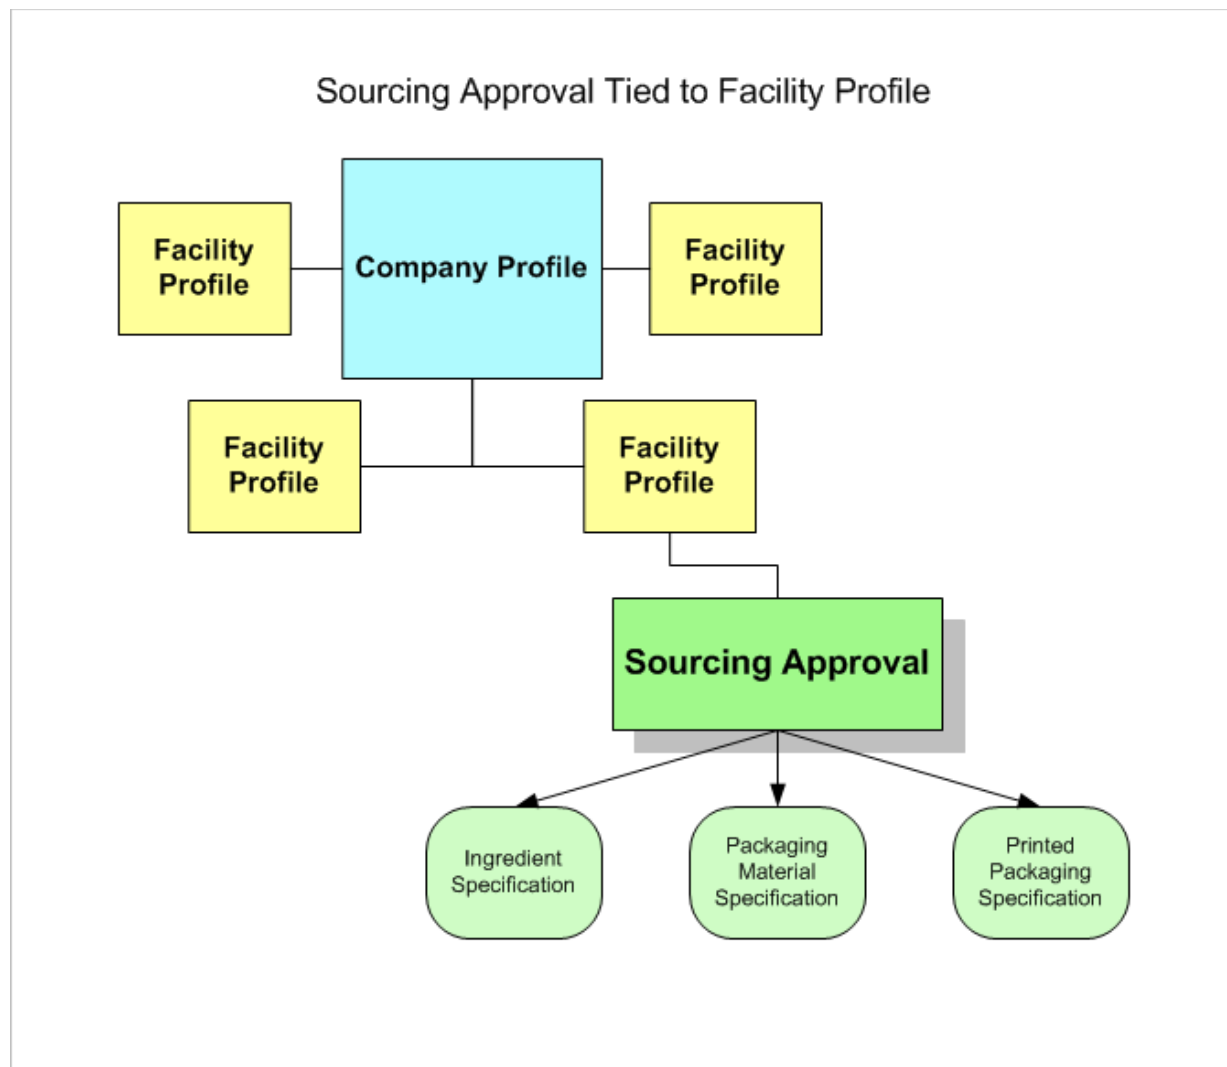 Sourcing Approval Tied to Facility Profile
Facility
Profile
Company Profile
Facility
Profile
Facility
Profile
Facility
Profile
Sourcing Approval
Ingredient
Specification
Packaging
Material
Specification
Printed
Packaging
Specification